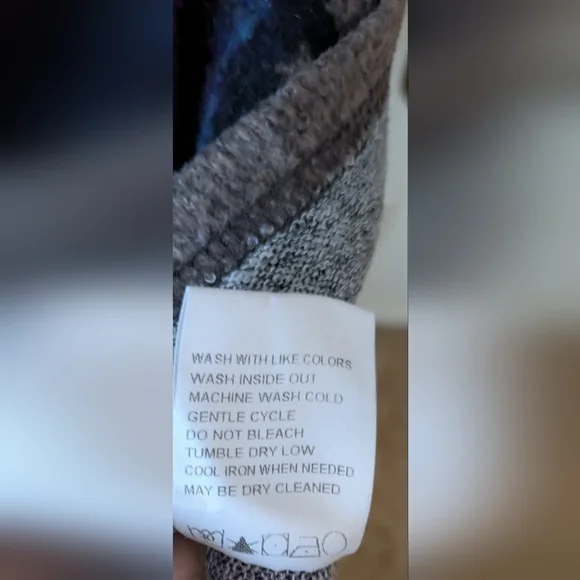 WASH WITH LIKE COLORS
WASH INSIDE OUT
MACHINE WASH COLD
GENTLE CYCLE
DO NOT BLEACH
TUMBLE DRY LOW
COOL IRON WHEN NEEDED
MAY BE DRY CLEANED